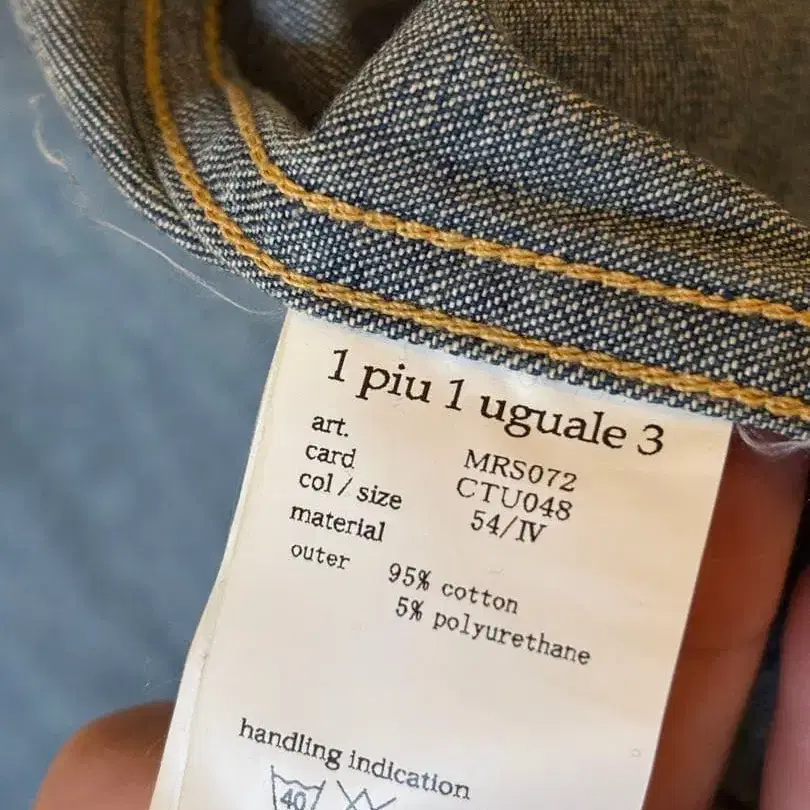 1 piu 1 uguale 3
art. MRS072
card CTU048
col / size 54/IV
material
outer 95% cotton
5% polyurethane
handling indication
40